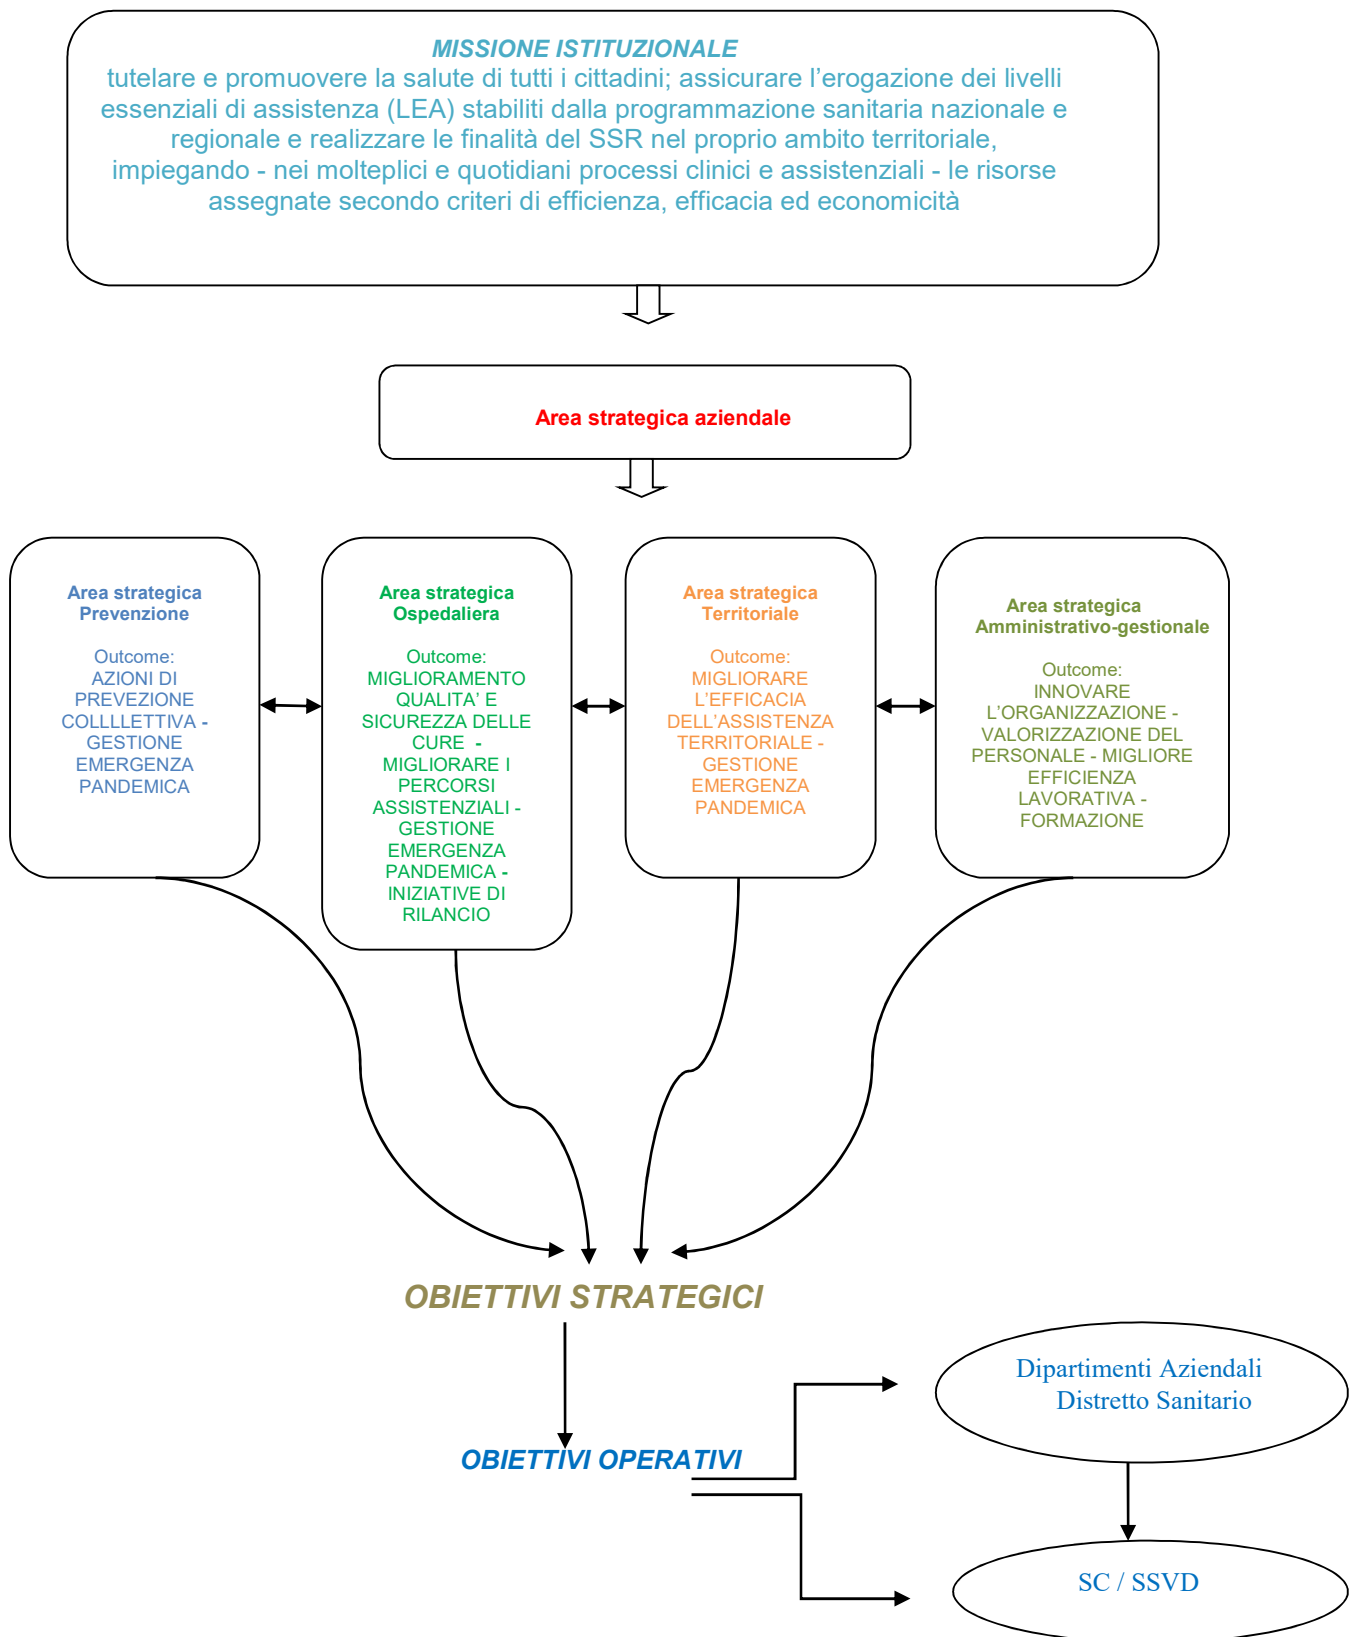 MISSIONE ISTITUZIONALE
tutelare e promuovere la salute di tutti i cittadini; assicurare l’erogazione dei livelli
essenziali di assistenza (LEA) stabiliti dalla programmazione sanitaria nazionale e
regionale e realizzare le finalità del SSR nel proprio ambito territoriale,
impiegando - nei molteplici e quotidiani processi clinici e assistenziali - le risorse
assegnate secondo criteri di efficienza, efficacia ed economicità
Area strategica aziendale
Area strategica
Prevenzione
Outcome:
AZIONI DI
PREVEZIONE
COLLLLETTIVA -
GESTIONE
EMERGENZA
PANDEMICA
Area strategica
Ospedaliera
Outcome:
MIGLIORAMENTO
QUALITA’ E
SICUREZZA DELLE
CURE -
MIGLIORARE I
PERCORSI
ASSISTENZIALI -
GESTIONE
EMERGENZA
PANDEMICA -
INIZIATIVE DI
RILANCIO
Area strategica
Territoriale
Outcome:
MIGLIORARE
L’EFFICACIA
DELL’ASSISTENZA
TERRITORIALE -
GESTIONE
EMERGENZA
PANDEMICA
Area strategica
Amministrativo-gestionale
Outcome:
INNOVARE
L’ORGANIZZAZIONE -
VALORIZZAZIONE DEL
PERSONALE - MIGLIORE
EFFICIENZA
LAVORATIVA -
FORMAZIONE
OBIETTIVI STRATEGICI
OBIETTIVI OPERATIVI
Dipartimenti Aziendali
Distretto Sanitario
SC / SSVD